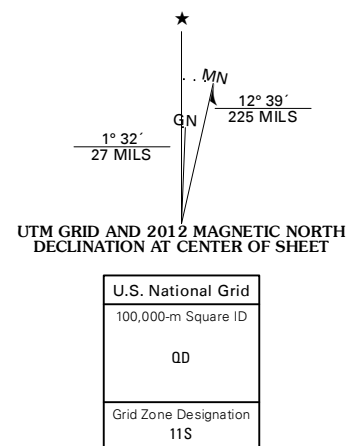 ★
MN
GN
12° 39´
225 MILS
1° 32´
27 MILS
UTM GRID AND 2012 MAGNETIC NORTH
DECLINATION AT CENTER OF SHEET
U.S. National Grid
100,000-m Square ID
QD
Grid Zone Designation
11S